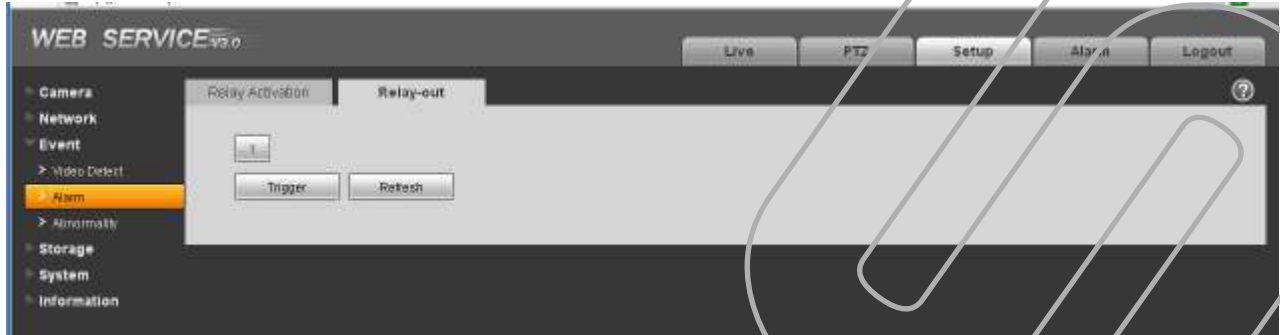 WEB SERVICE V3.0
Live PTZ Setup Alarm Logout
Relay Activation Relay-out
Camera
Network
Event
1
> Video Detect
Trigger Refresh
> Alarm
> Abnormality
Storage
System
Information